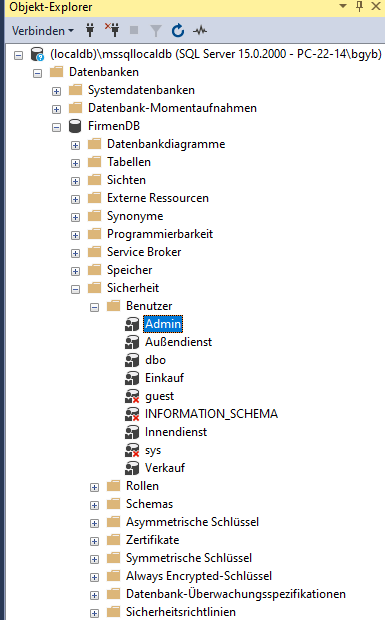 Objekt-Explorer
Verbinden
(localdb)\mssqllocaldb (SQL Server 15.0.2000 - PC-22-14\bgyb)
Datenbanken
Systemdatenbanken
Datenbank-Momentaufnahmen
FirmenDB
Datenbankdiagramme
Tabellen
Sichten
Externe Ressourcen
Synonyme
Programmierbarkeit
Service Broker
Speicher
Sicherheit
Benutzer
Admin
Außendienst
dbo
Einkauf
guest
INFORMATION_SCHEMA
Innendienst
sys
Verkauf
Rollen
Schemas
Asymmetrische Schlüssel
Zertifikate
Symmetrische Schlüssel
Always Encrypted-Schlüssel
Datenbank-Überwachungsspezifikationen
Sicherheitsrichtlinien